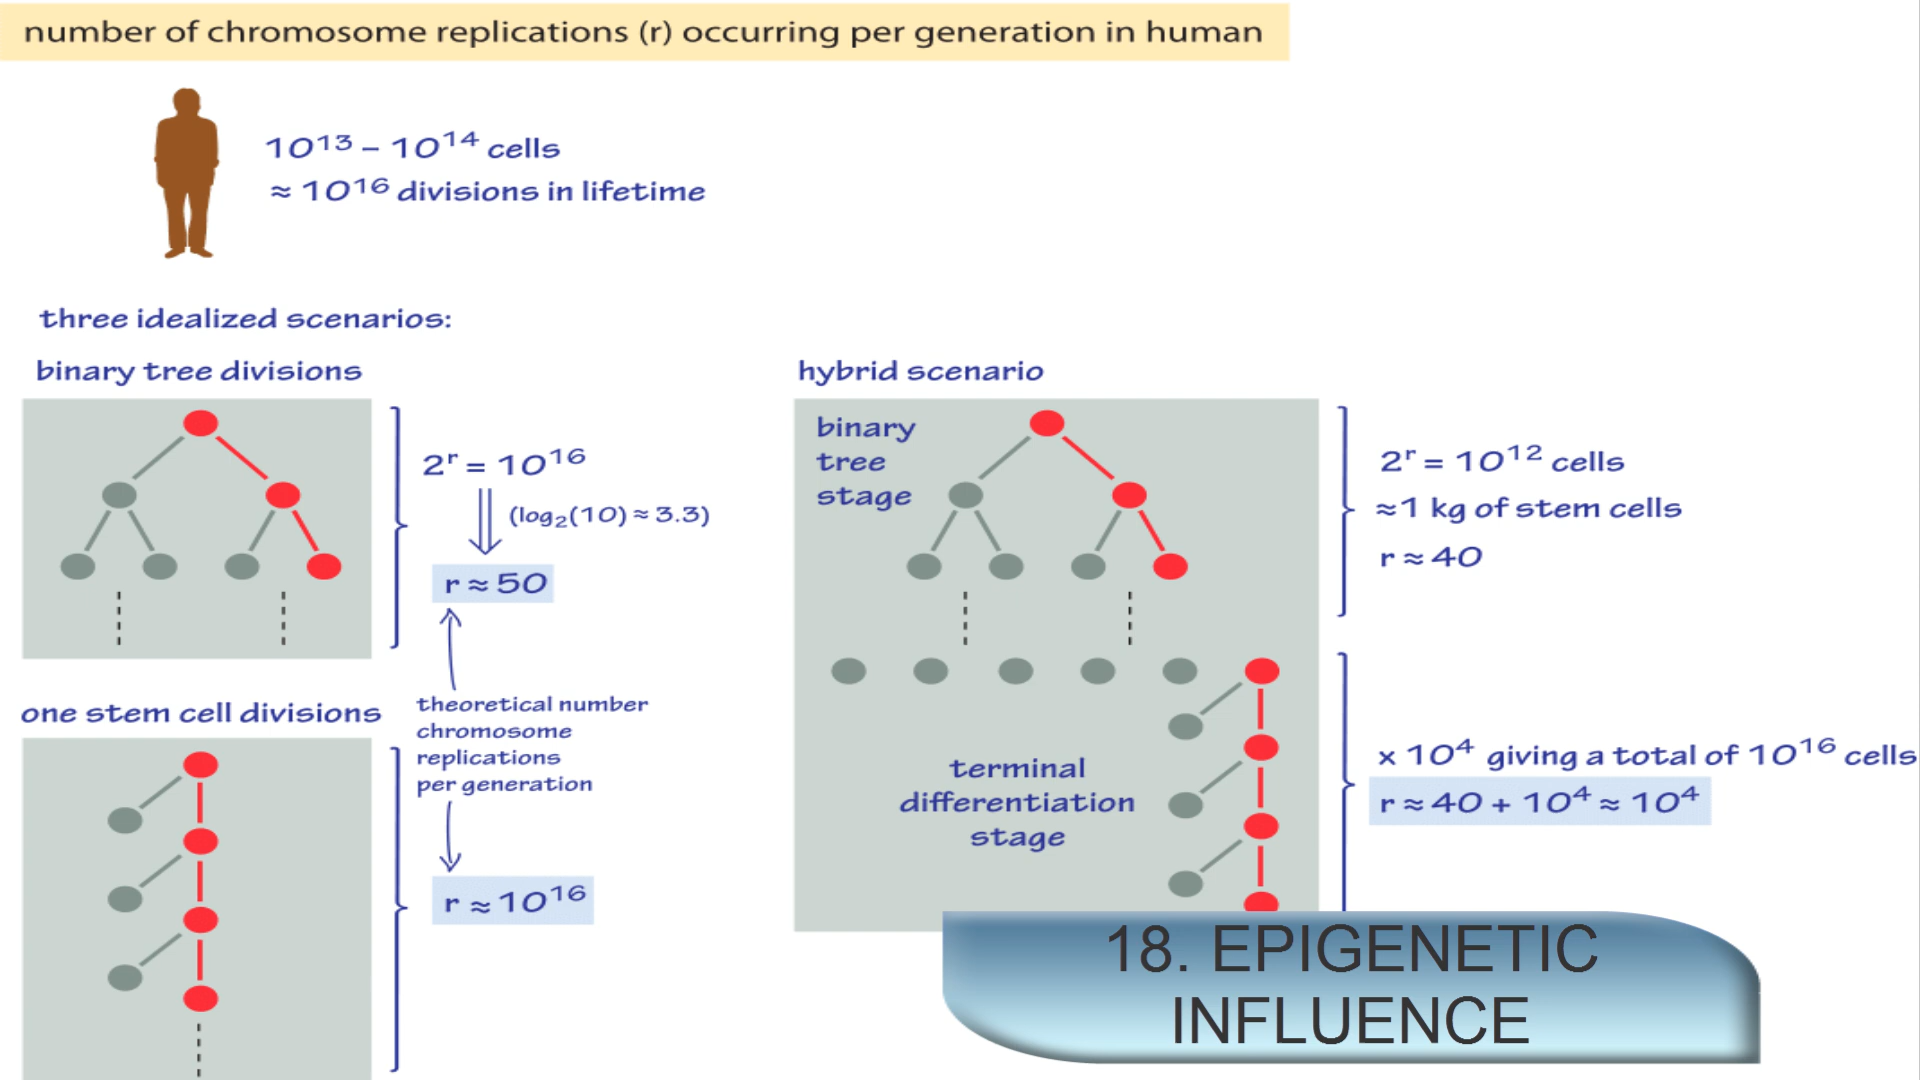 number of chromosome replications (r) occurring per generation in human
10¹³ – 10¹⁴ cells
≈ 10¹⁶ divisions in lifetime
three idealized scenarios:
binary tree divisions
2ʳ = 10¹⁶
(log₂(10) ≈ 3.3)
r ≈ 50
theoretical number
chromosome
replications
per generation
one stem cell divisions
r ≈ 10¹⁶
hybrid scenario
binary
tree
stage
2ʳ = 10¹² cells
≈1 kg of stem cells
r ≈ 40
terminal
differentiation
stage
x 10⁴ giving a total of 10¹⁶ cells
r ≈ 40 + 10⁴ ≈ 10⁴
18. EPIGENETIC
INFLUENCE